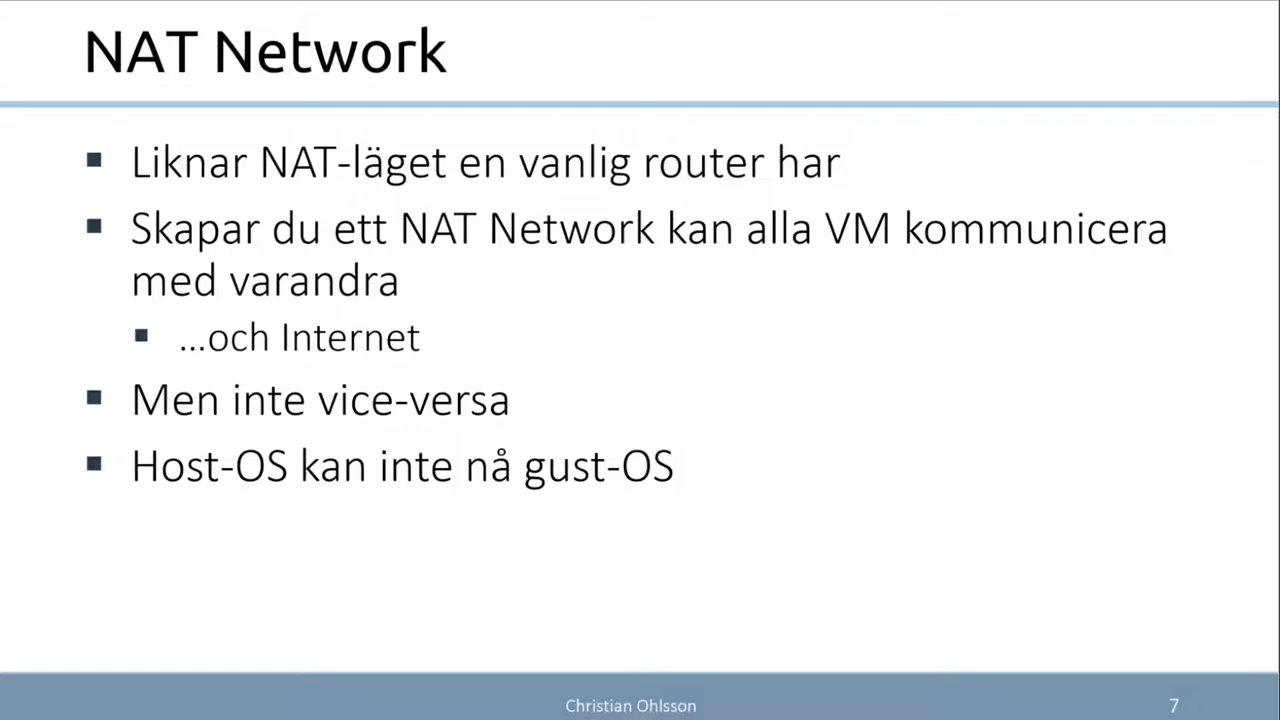 NAT Network
Liknar NAT-läget en vanlig router har
Skapar du ett NAT Network kan alla VM kommunicera
med varandra
...och Internet
Men inte vice-versa
Host-OS kan inte nå gust-OS
Christian Ohlsson
7